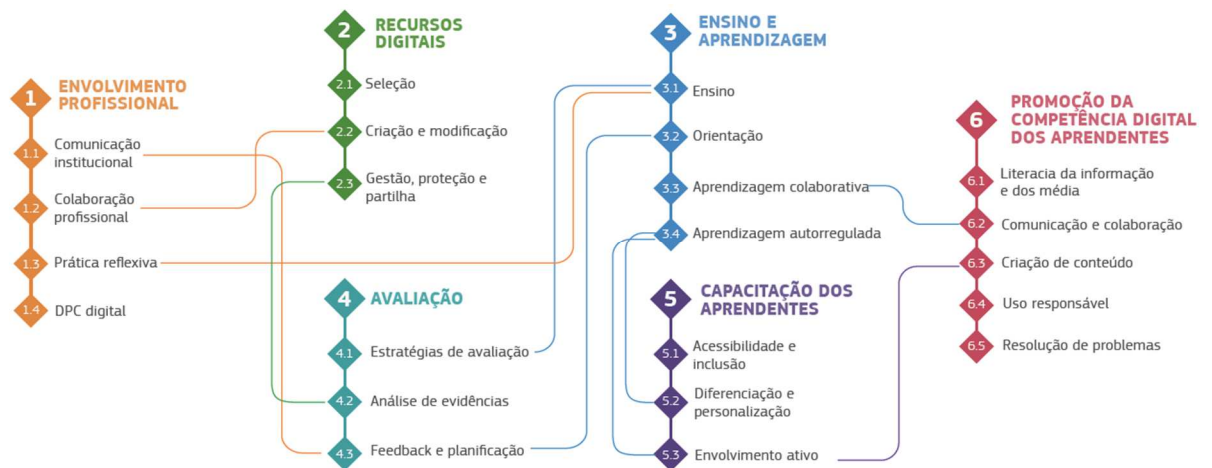 1
ENVOLVIMENTO
PROFISSIONAL
1.1
Comunicação
institucional
1.2
Colaboração
profissional
1.3
Prática reflexiva
1.4
DPC digital
2
RECURSOS
DIGITAIS
2.1
Seleção
2.2
Criação e modificação
2.3
Gestão, proteção e
partilha
3
ENSINO E
APRENDIZAGEM
3.1
Ensino
3.2
Orientação
3.3
Aprendizagem colaborativa
3.4
Aprendizagem autorregulada
4
AVALIAÇÃO
4.1
Estratégias de avaliação
4.2
Análise de evidências
4.3
Feedback e planificação
5
CAPACITAÇÃO DOS
APRENDENTES
5.1
Acessibilidade e
inclusão
5.2
Diferenciação e
personalização
5.3
Envolvimento ativo
6
PROMOÇÃO DA
COMPETÊNCIA DIGITAL
DOS APRENDENTES
6.1
Literacia da informação
e dos média
6.2
Comunicação e colaboração
6.3
Criação de conteúdo
6.4
Uso responsável
6.5
Resolução de problemas